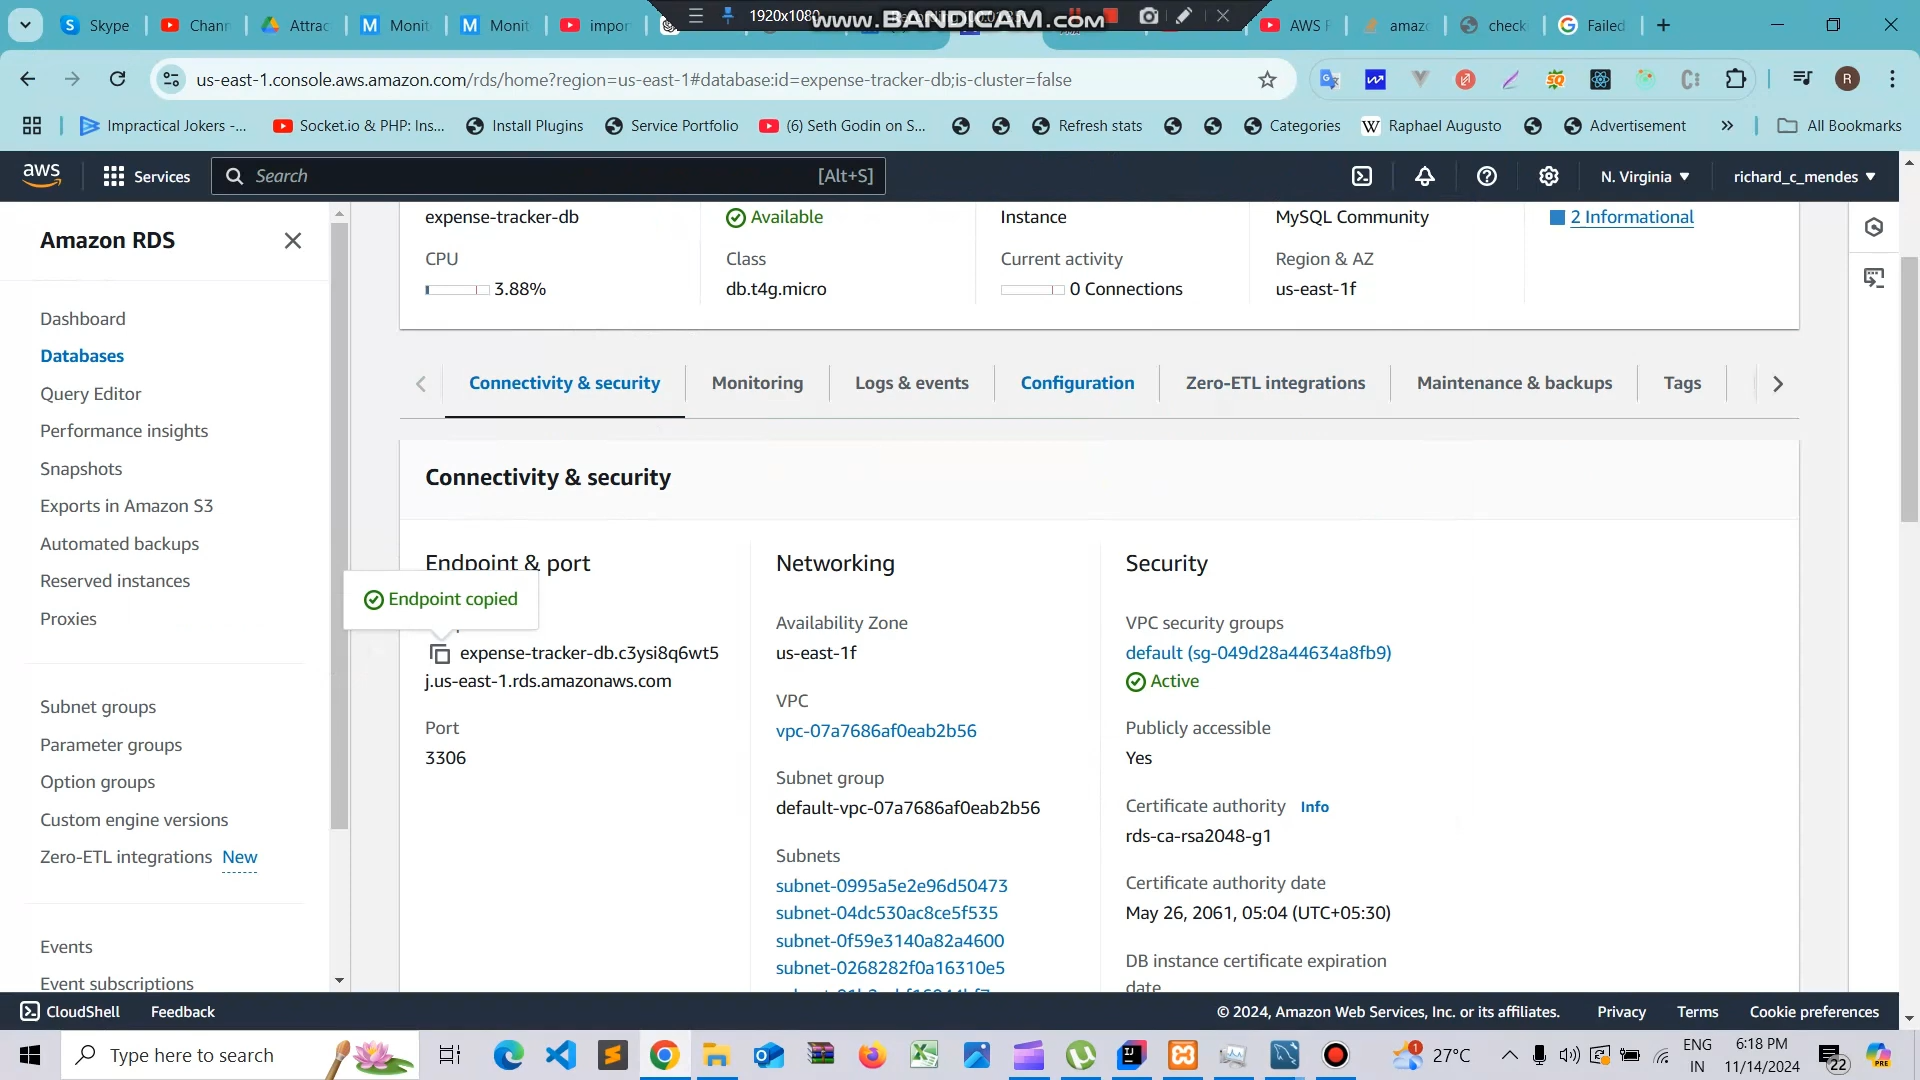 1920x1080
www.BANDICAM.com
Skype
Chann
Attrac
Monit
Monit
impor
AWS F
amaz
check
Failed
us-east-1.console.aws.amazon.com/rds/home?region=us-east-1#database:id=expense-tracker-db;is-cluster=false
R
Impractical Jokers -...
Socket.io & PHP: Ins...
Install Plugins
Service Portfolio
(6) Seth Godin on S...
Refresh stats
Categories
Raphael Augusto
Advertisement
All Bookmarks
aws
Services
Search
[Alt+S]
N. Virginia
richard_c_mendes
Amazon RDS
Dashboard
Databases
Query Editor
Performance insights
Snapshots
Exports in Amazon S3
Automated backups
Reserved instances
Proxies
Subnet groups
Parameter groups
Option groups
Custom engine versions
Zero-ETL integrations New
Events
Event subscriptions
expense-tracker-db
Available
Instance
MySQL Community
2 Informational
CPU
Class
Current activity
Region & AZ
3.88%
db.t4g.micro
0 Connections
us-east-1f
Connectivity & security
Monitoring
Logs & events
Configuration
Zero-ETL integrations
Maintenance & backups
Tags
Connectivity & security
Endpoint & port
Endpoint copied
expense-tracker-db.c3ysi8q6wt5
j.us-east-1.rds.amazonaws.com
Port
3306
Networking
Availability Zone
us-east-1f
VPC
vpc-07a7686af0eab2b56
Subnet group
default-vpc-07a7686af0eab2b56
Subnets
subnet-0995a5e2e96d50473
subnet-04dc530ac8ce5f535
subnet-0f59e3140a82a4600
subnet-0268282f0a16310e5
Security
VPC security groups
default (sg-049d28a44634a8fb9)
Active
Publicly accessible
Yes
Certificate authority Info
rds-ca-rsa2048-g1
Certificate authority date
May 26, 2061, 05:04 (UTC+05:30)
DB instance certificate expiration
date
CloudShell
Feedback
© 2024, Amazon Web Services, Inc. or its affiliates.
Privacy
Terms
Cookie preferences
Type here to search
27°C
ENG
IN
6:18 PM
11/14/2024
22